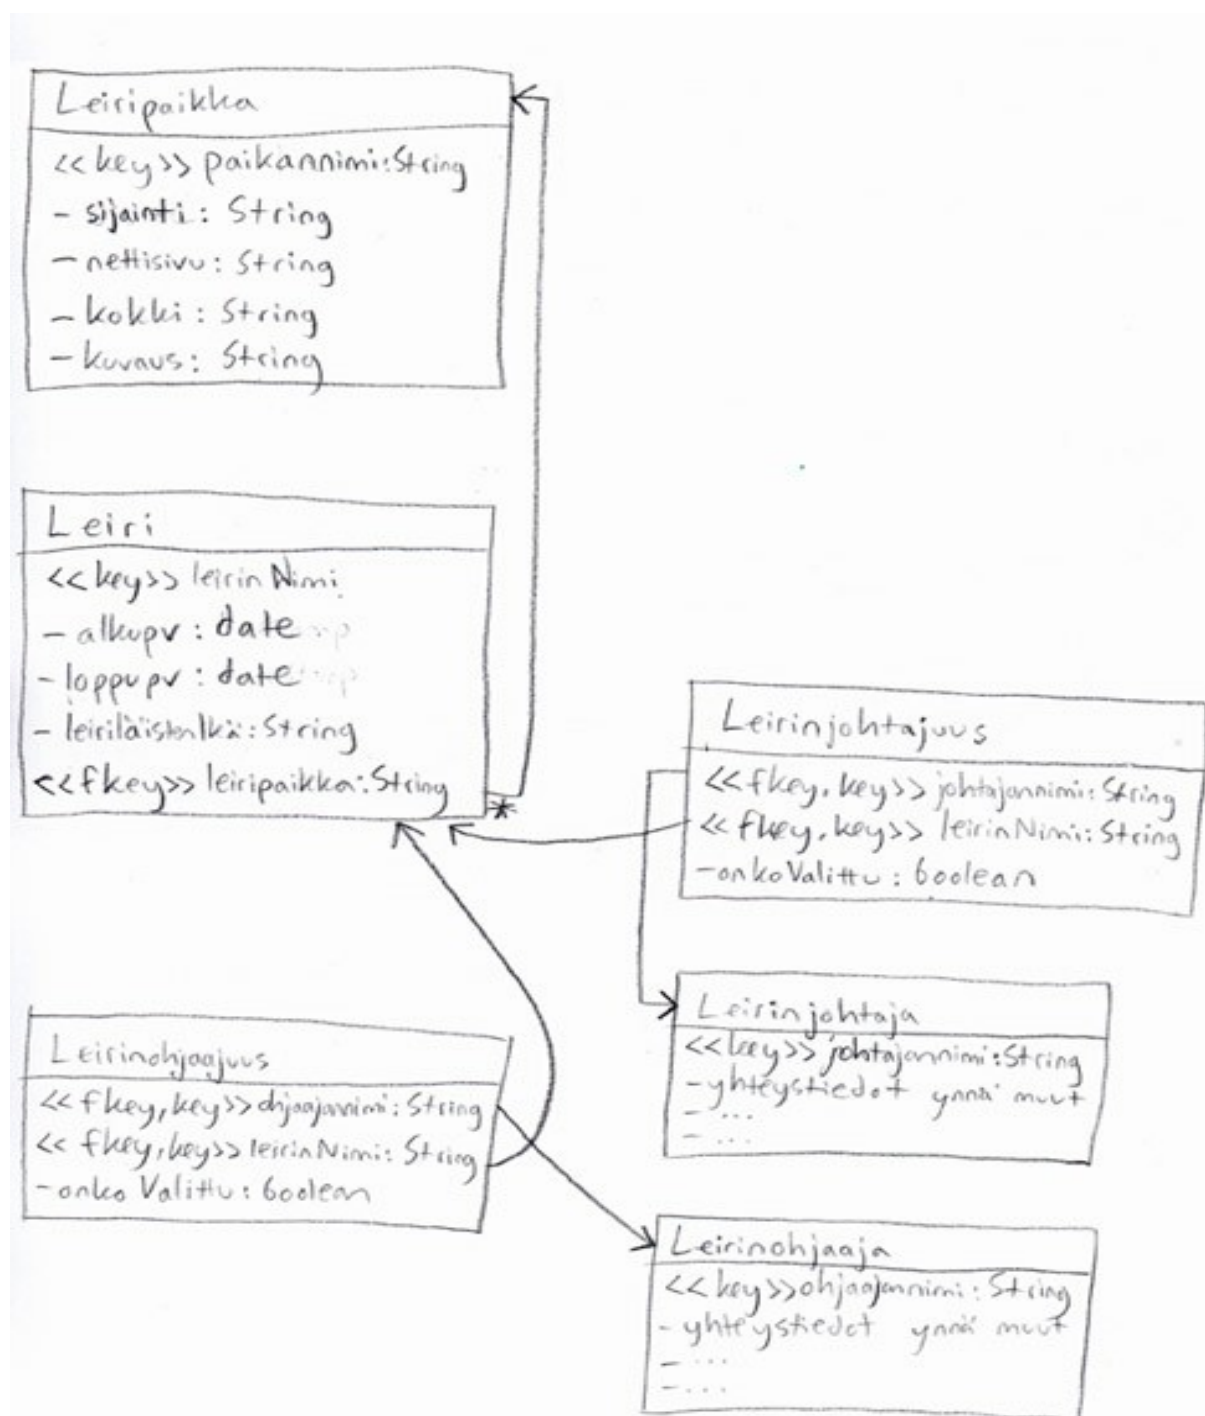 Leiripaikka
<<key>> paikannimi:String
- sijainti: String
- nettisivu: String
- kokki: String
- kuvaus: String
Leiri
<<key>> leirinNimi
- alkupv: date
- loppupv: date
- leiriläistenIkä: String
<<fkey>> leiripaikka:String
*
Leirinjohtajuus
<<fkey, key>> johtajannimi: String
<<fkey, key>> leirinNimi: String
- onkoValittu: boolean
Leirinjohtaja
<<key>> johtajannimi: String
- yhteystiedot ynnä muut
- ...
- ...
Leirinohjaajuus
<<fkey, key>> ohjaajannimi: String
<<fkey, key>> leirinNimi: String
- onkoValittu: boolean
Leirinohjaaja
<<key>> ohjaajannimi: String
- yhteystiedot ynnä muut
- ...
- ...